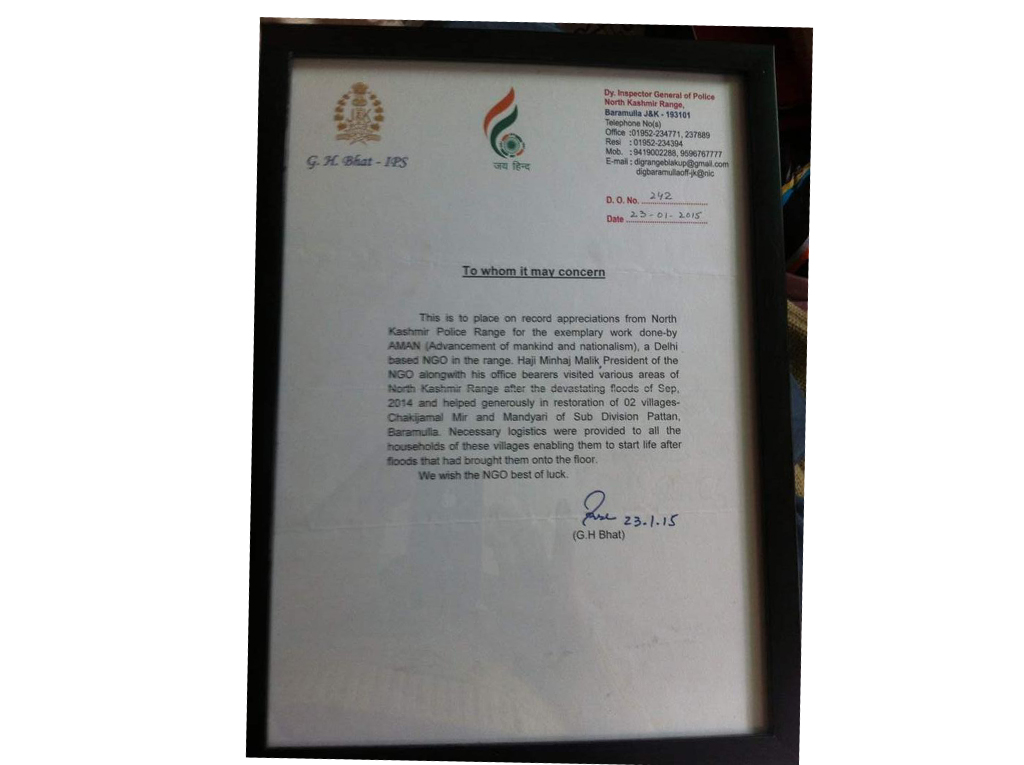 J&K
G. H. Bhat - IPS
जय हिन्द
Dy. Inspector General of Police
North Kashmir Range,
Baramulla J&K - 193101
Telephone No(s)
Office :01952-234771, 237889
Resi : 01952-234394
Mob. : 9419002288, 9596767777
E-mail : digrangeblakup@gmail.com
digbaramullaoff-jk@nic
D. O. No. 242
Date 23-01-2015
To whom it may concern
This is to place on record appreciations from North
Kashmir Police Range for the exemplary work done-by
AMAN (Advancement of mankind and nationalism), a Delhi
based NGO in the range. Haji Minhaj Malik, President of the
NGO alongwith his office bearers visited various areas of
North Kashmir Range after the devastating floods of Sep,
2014 and helped generously in restoration of 02 villages-
Chakijamal Mir and Mandyari of Sub Division Pattan,
Baramulla. Necessary logistics were provided to all the
households of these villages enabling them to start life after
floods that had brought them onto the floor.
We wish the NGO best of luck.
23.1.15
(G.H Bhat)